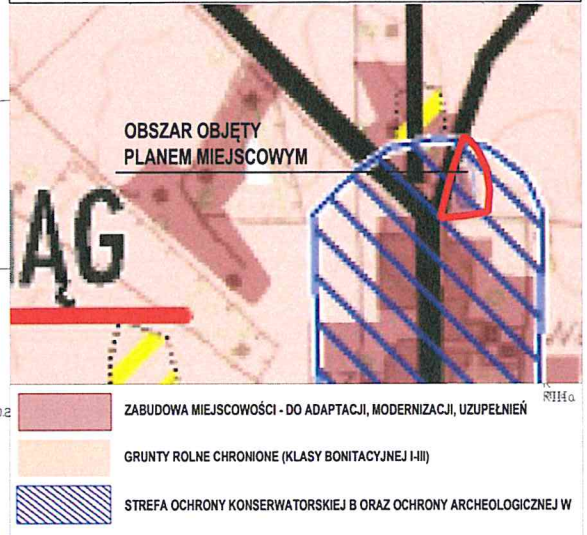 OBSZAR OBJĘTY
PLANEM MIEJSCOWYM
ĄG
ZABUDOWA MIEJSCOWOŚCI - DO ADAPTACJI, MODERNIZACJI, UZUPEŁNIEŃ
GRUNTY ROLNE CHRONIONE (KLASY BONITACYJNEJ I-III)
STREFA OCHRONY KONSERWATORSKIEJ B ORAZ OCHRONY ARCHEOLOGICZNEJ W